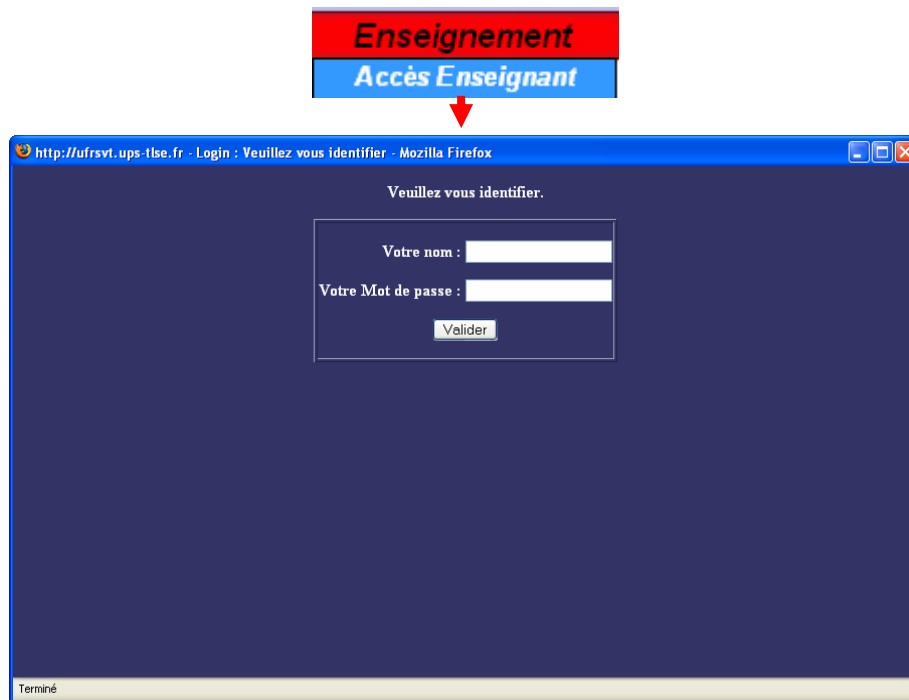 Enseignement
Accès Enseignant
http://ufrsvt.ups-tlse.fr - Login : Veuillez vous identifier - Mozilla Firefox
Veuillez vous identifier.
Votre nom :
Votre Mot de passe :
Valider
Terminé